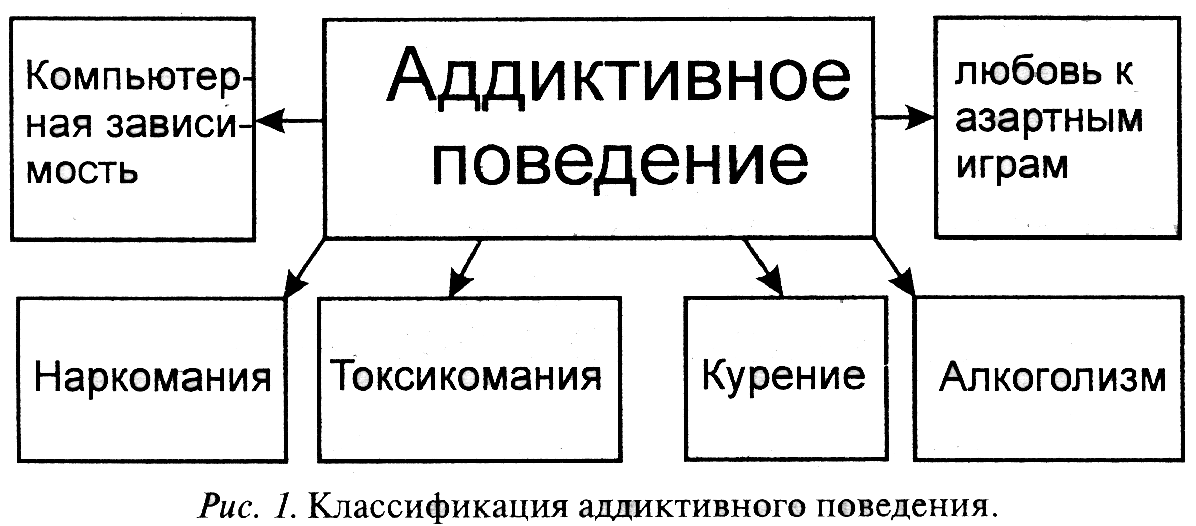 Компьютер-
ная зависи-
мость
Аддиктивное
поведение
любовь к
азартным
играм
Наркомания
Токсикомания
Курение
Алкоголизм
Рис. 1. Классификация аддиктивного поведения.